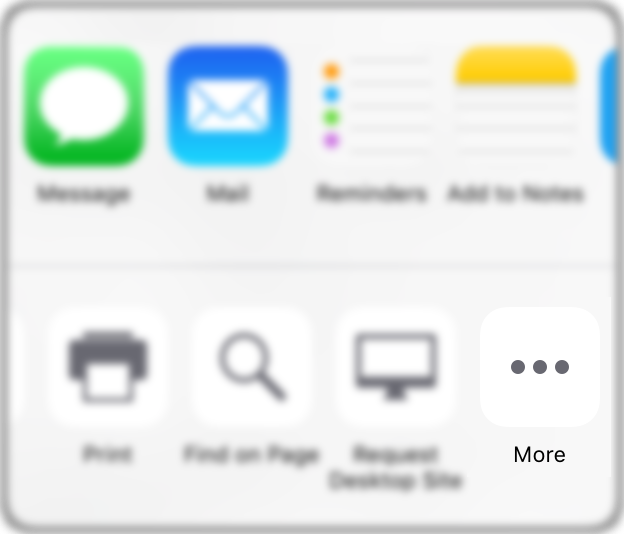 Message
Mail
Reminders
Add to Notes
Print
Find on Page
Request
Desktop Site
More